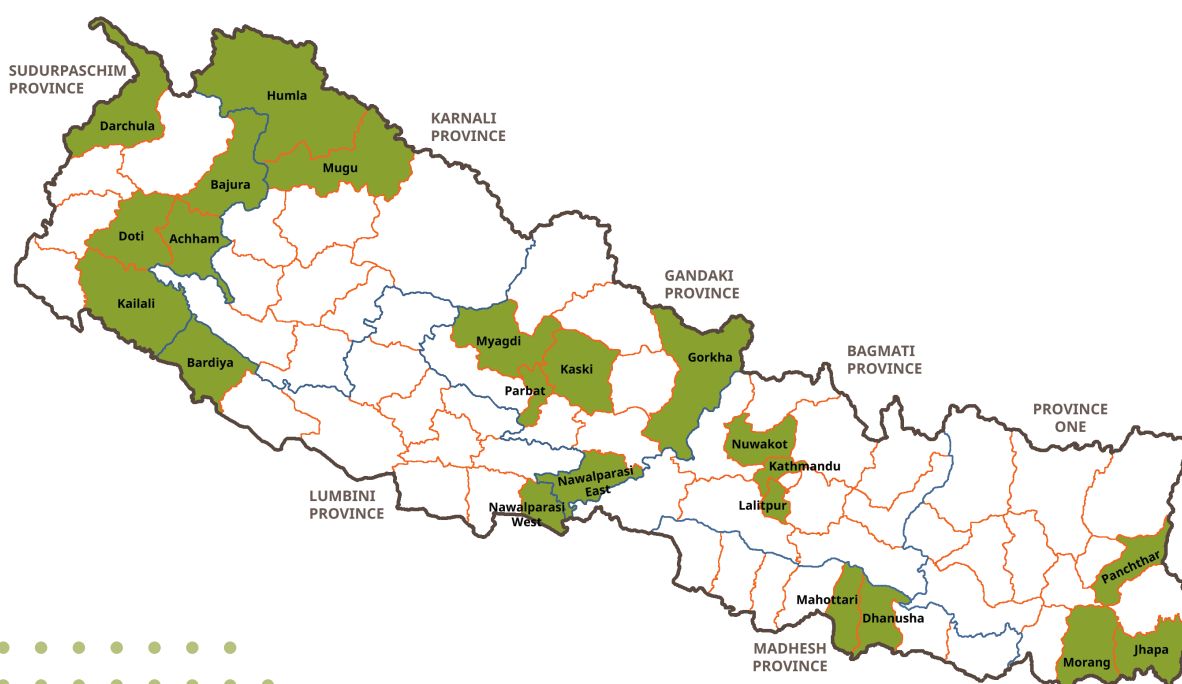 SUDURPASCHIM
PROVINCE
Humla
Darchula
KARNALI
PROVINCE
Mugu
Bajura
Doti
Achham
Kailali
GANDAKI
PROVINCE
Myagdi
Bardiya
Kaski
Gorkha
Parbat
BAGMATI
PROVINCE
PROVINCE
ONE
Nuwakot
Kathmandu
Nawalparasi
East
LUMBINI
PROVINCE
Nawalparasi
West
Lalitpur
Panchthar
Mahottari
Dhanusha
MADHESH
PROVINCE
Morang
Jhapa